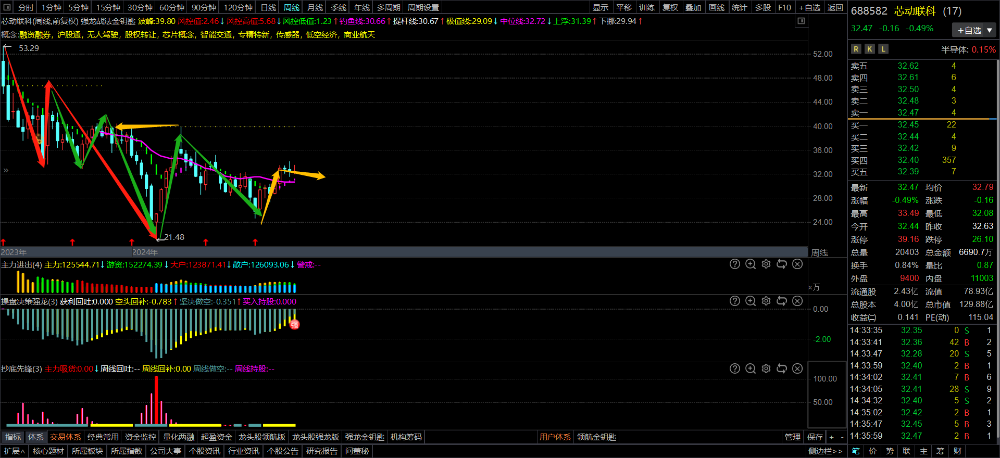 分时 1分钟 5分钟 15分钟 30分钟 60分钟 90分钟 120分钟 日线 周线 月线 季线 年线 多周期 周期设置 显示 平移 训练 复权 叠加 画线 统计 多股 F10 +自选 返回
芯动联科(周线,前复权) 强龙战法金钥匙 波峰:39.80 风控值:2.46↓ 风控高值:5.68↓ 风控低值:1.23↑ 钓鱼线:30.66↑ 提杆线:30.67↑ 极值线:29.09↓ 中位线:32.72↓ 上浮:31.39↑ 下挪:29.94↑
概念:融资融券, 沪股通, 无人驾驶, 股权转让, 芯片概念, 智能交通, 专精特新, 传感器, 低空经济, 商业航天
53.29
52.00
48.00
44.00
40.00
36.00
32.00
28.00
24.00
»
21.48
2023年 2024年 周线
主力进出(4) 主力:125544.71↓ 游资:152274.39↓ 大户:123871.41↓ 散户:126093.06↓ 警戒:--
×万
操盘决策强龙(3) 获利回吐:0.000 空头回补:-0.783↑ 坚决做空:-0.351↑ 买入持股:0.000
0.00
强
-2.00
抄底先锋(3) 主力吸货:0.00↓ 周线回吐:-- 周线回补:0.00 周线做空:-- 周线持股:--
100.00
50.00
指标 体系 交易体系 经典常用 资金监控 量化两融 超盈资金 龙头股领航版 龙头股强龙版 强龙金钥匙 机构筹码 用户体系 领航金钥匙 管理 保存 + -
扩展∧ 核心题材 所属板块 所属指数 公司大事 个股资讯 行业资讯 个股公告 研究报告 问董秘 侧边栏>>
688582 芯动联科 (17)
32.47 -0.16 -0.49% +自选 ▼
R K L 半导体: 0.15%
卖五 32.62 4
卖四 32.61 6
卖三 32.50 4
卖二 32.48 3
卖一 32.47 4
买一 32.45 22
买二 32.44 4
买三 32.42 9
买四 32.40 357
买五 32.39 7
最新 32.47 均价 32.79
涨幅 -0.49% 涨跌 -0.16
最高 33.49 最低 32.08
今开 32.44 昨收 32.63
涨停 39.16 跌停 26.10
总量 20403 总金额 6690.7万
换手 0.84% 量比 0.87
外盘 9400 内盘 11003
流通股 2.43亿 流值 78.93亿
总股本 4.00亿 总市值 129.88亿
收益㈡ 0.141 PE(动) 115.04
14:33:35 32.35 0 S 1
14:33:41 32.36 42 B 2
14:33:47 32.28 20 S 5
14:33:59 32.40 2 B 1
14:34:02 32.41 7 B 6
14:34:05 32.41 28 S 9
14:34:32 32.40 5 S 2
14:35:02 32.42 2 B 1
14:35:47 32.45 5 B 3
14:35:59 32.47 2 B 1
笔 价 势 联 主 筹 财